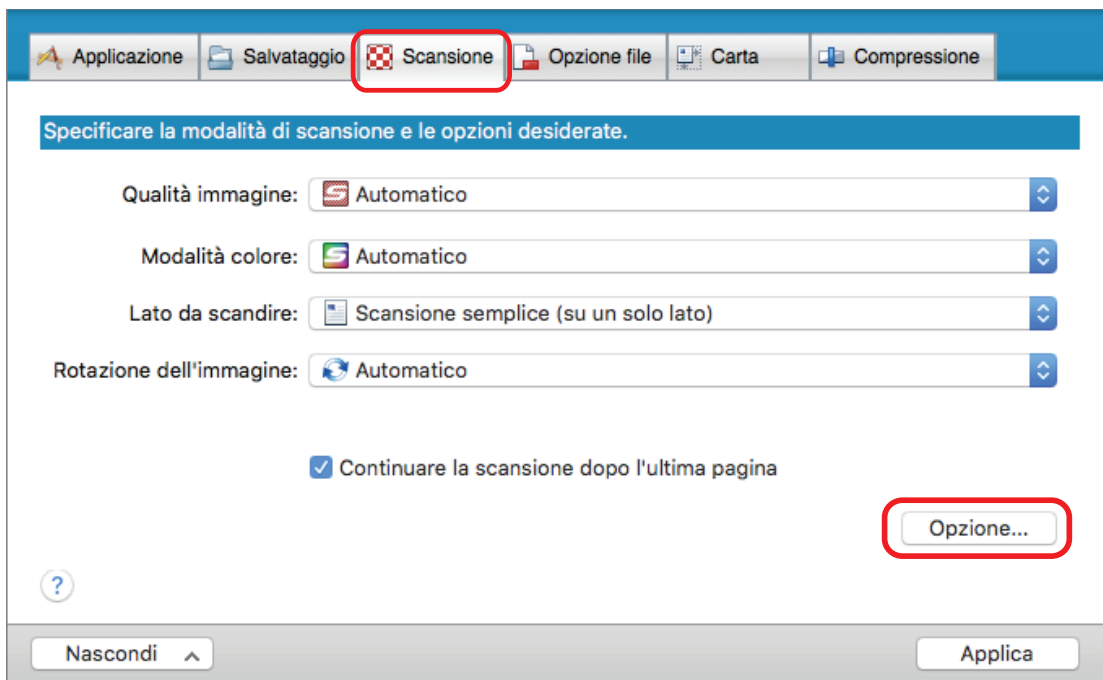 Applicazione Salvataggio Scansione Opzione file Carta Compressione
Specificare la modalità di scansione e le opzioni desiderate.
Qualità immagine: Automatico
Modalità colore: Automatico
Lato da scandire: Scansione semplice (su un solo lato)
Rotazione dell'immagine: Automatico
Continuare la scansione dopo l'ultima pagina
Opzione...
?
Nascondi Applica